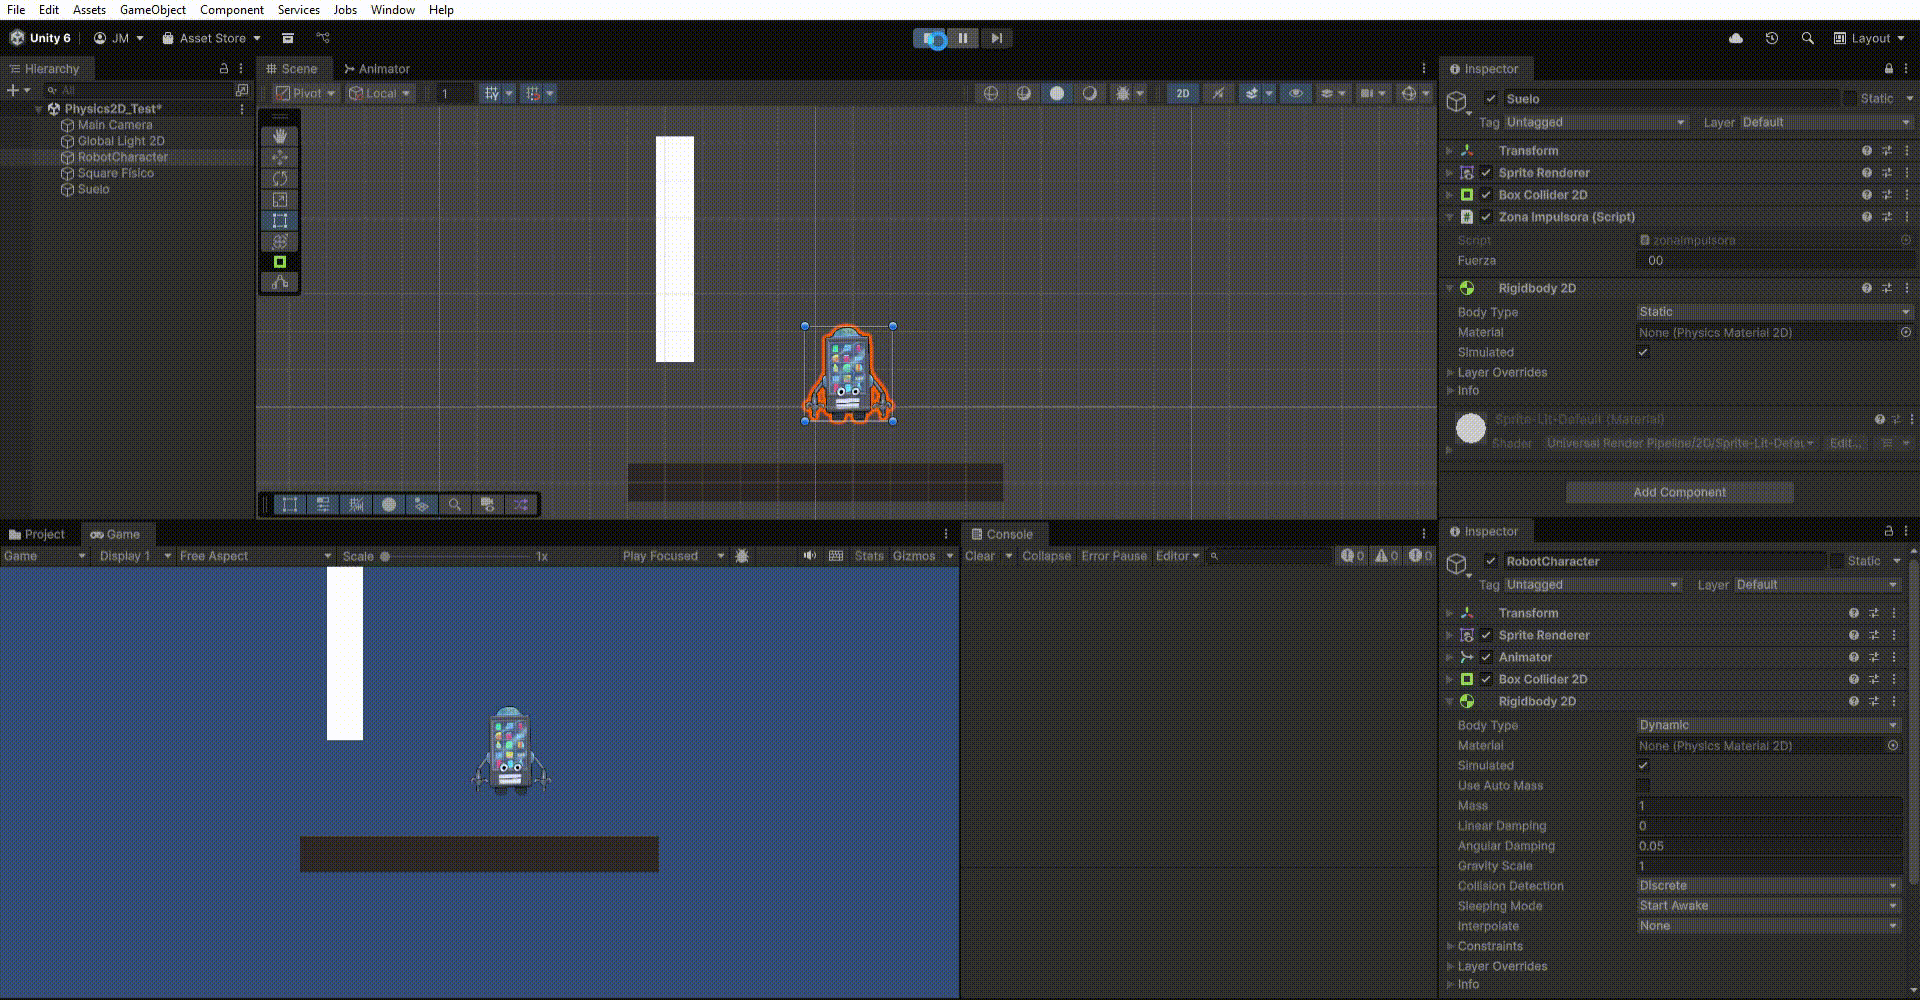 File Edit Assets GameObject Component Services Jobs Window Help
Unity 6 JM Asset Store Layout
Hierarchy
All
Physics2D_Test*
Main Camera
Global Light 2D
RobotCharacter
Square Físico
Suelo
Scene Animator
Pivot Local 1 2D
Project Game
Game Display 1 Free Aspect Scale 1x Play Focused Stats Gizmos
Console
Clear Collapse Error Pause Editor 0 0 0
Inspector
Suelo Static
Tag Untagged Layer Default
Transform
Sprite Renderer
Box Collider 2D
Zona Impulsora (Script)
Script zonaImpulsora
Fuerza 00
Rigidbody 2D
Body Type Static
Material None (Physics Material 2D)
Simulated
Layer Overrides
Info
Sprite-Lit-Default (Material)
Shader Universal Render Pipeline/2D/Sprite-Lit-Defau Edit...
Add Component
Inspector
RobotCharacter Static
Tag Untagged Layer Default
Transform
Sprite Renderer
Animator
Box Collider 2D
Rigidbody 2D
Body Type Dynamic
Material None (Physics Material 2D)
Simulated
Use Auto Mass
Mass 1
Linear Damping 0
Angular Damping 0.05
Gravity Scale 1
Collision Detection Discrete
Sleeping Mode Start Awake
Interpolate None
Constraints
Layer Overrides
Info